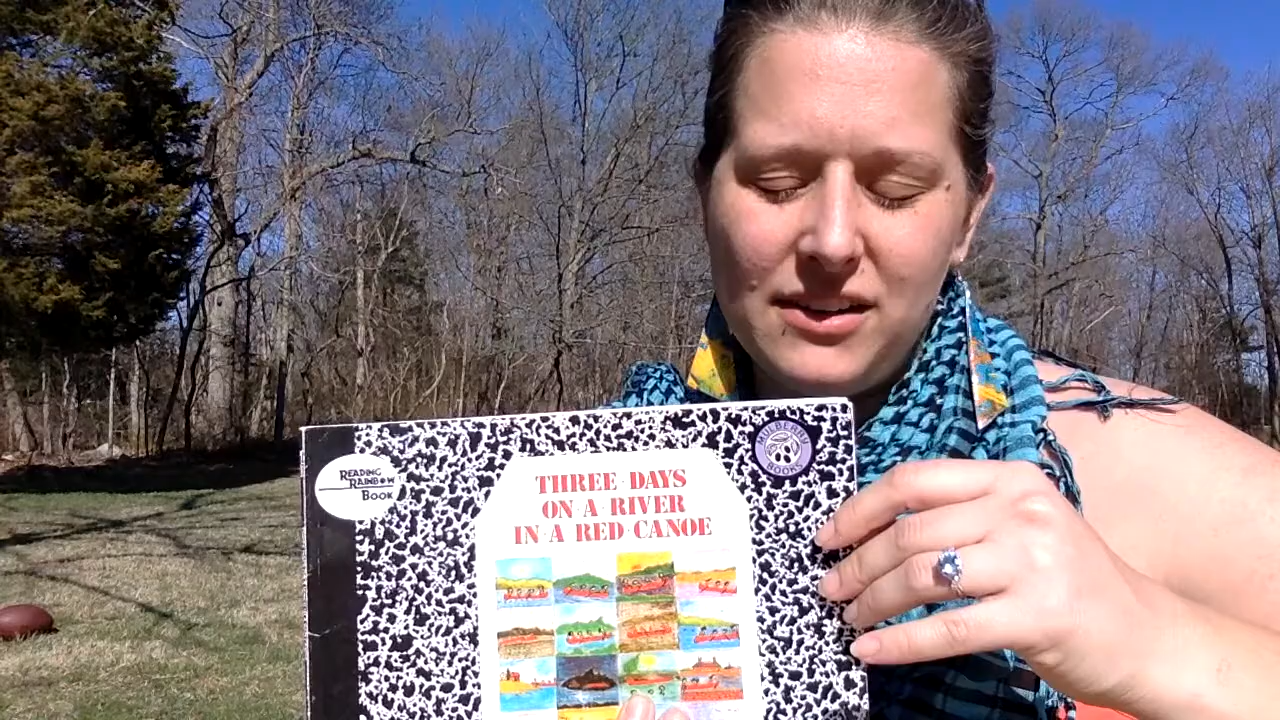 READING
RAINBOW
BOOK
MULBERRY
BOOKS
THREE DAYS
ON A RIVER
IN A RED CANOE